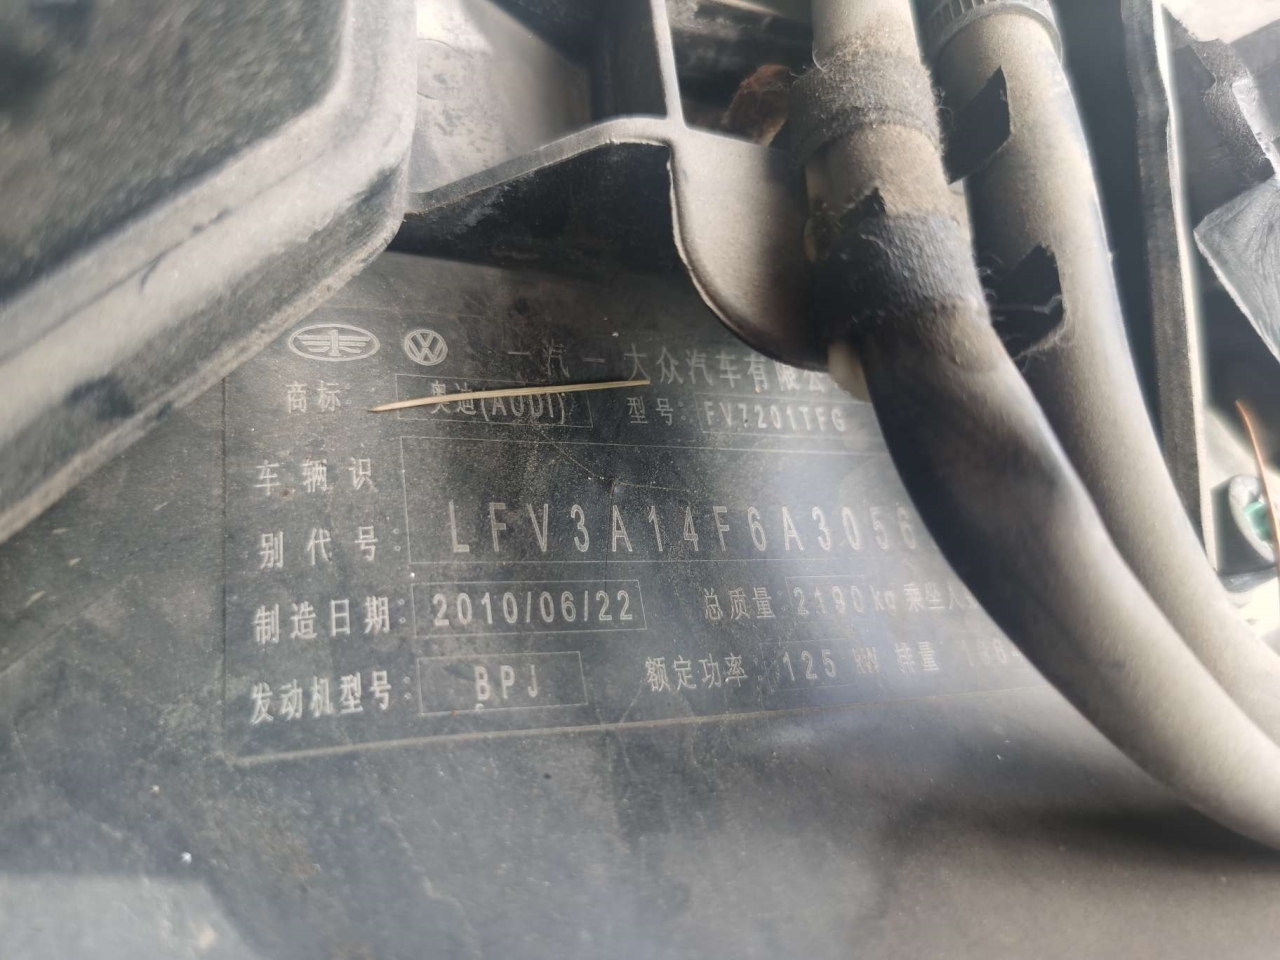 一汽－大众汽车有限公
商标: 奥迪(AUDI) 型号: FV7201TFG
车辆识
别代号: LFV3A14F6A3056
制造日期: 2010/06/22 总质量: 2190kg 乘坐人
发动机型号: BPJ 额定功率: 125 kW 排量